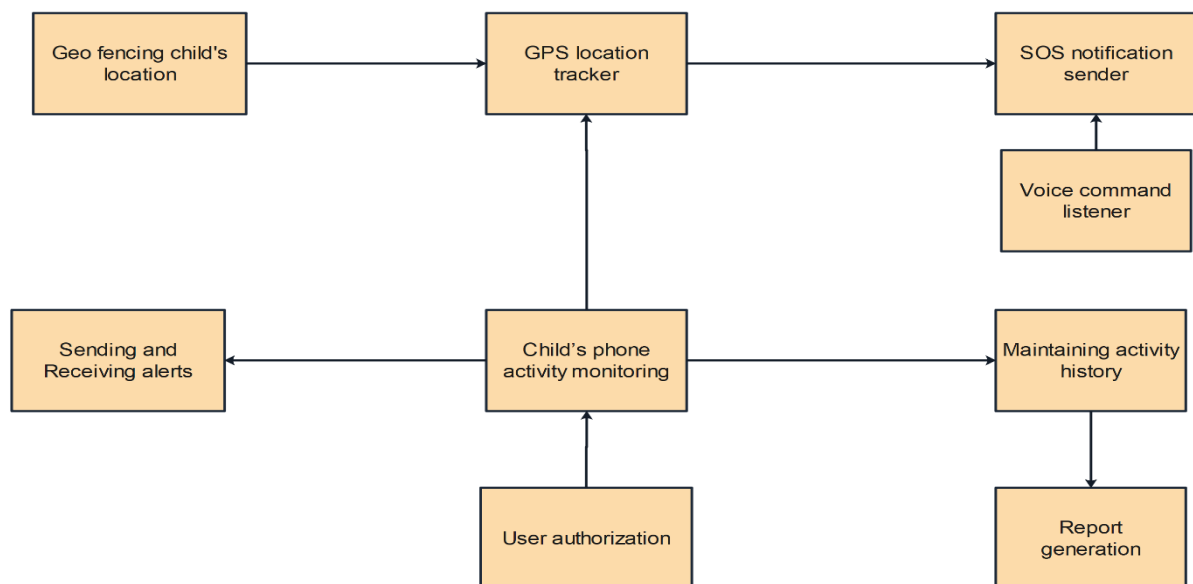 Geo fencing child's
location
GPS location
tracker
SOS notification
sender
Voice command
listener
Sending and
Receiving alerts
Child’s phone
activity monitoring
Maintaining activity
history
User authorization
Report
generation